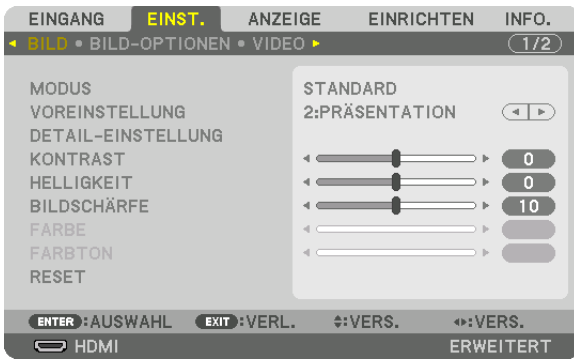 EINGANG EINST. ANZEIGE EINRICHTEN INFO.
BILD • BILD-OPTIONEN • VIDEO 1/2
MODUS STANDARD
VOREINSTELLUNG 2:PRÄSENTATION
DETAIL-EINSTELLUNG
KONTRAST 0
HELLIGKEIT 0
BILDSCHÄRFE 10
FARBE
FARBTON
RESET
ENTER:AUSWAHL EXIT:VERL. :VERS. :VERS.
HDMI ERWEITERT